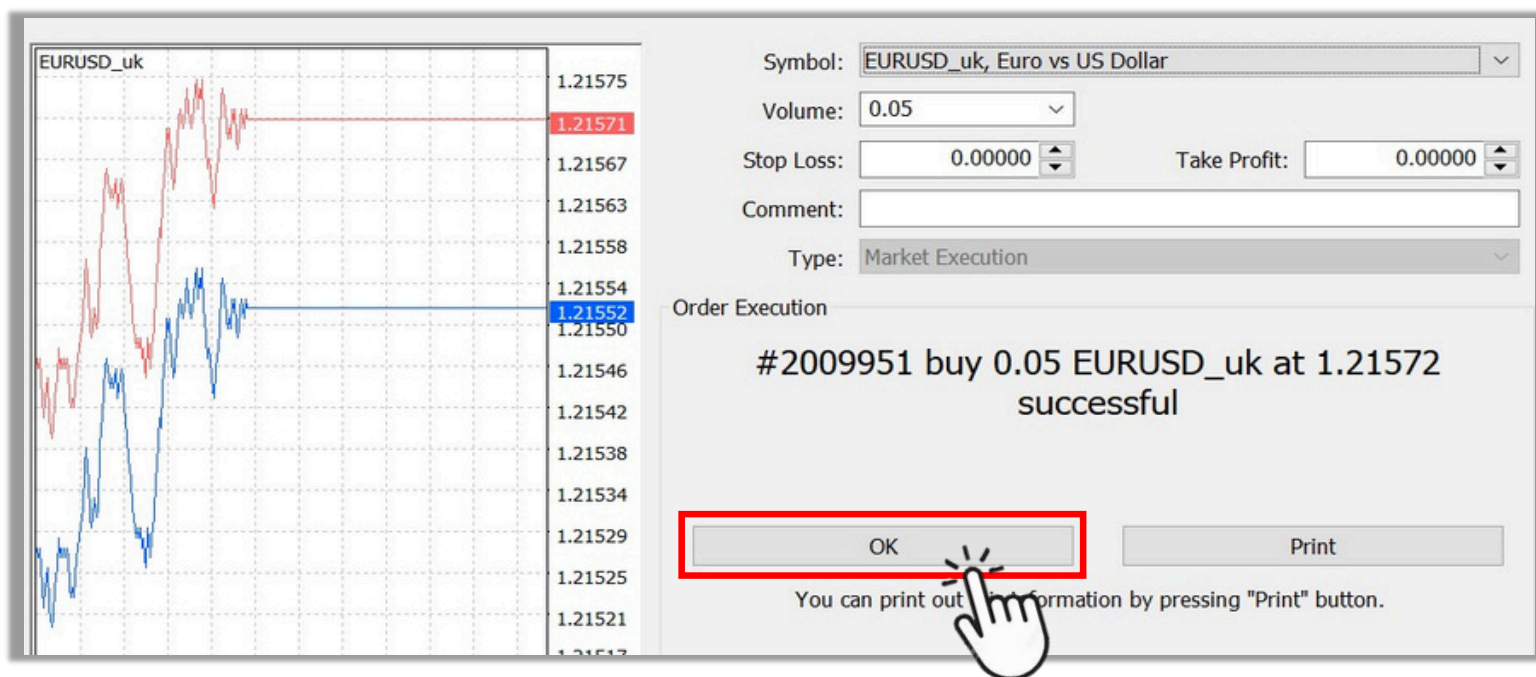 EURUSD_uk
1.21575
1.21571
1.21567
1.21563
1.21558
1.21554
1.21552
1.21550
1.21546
1.21542
1.21538
1.21534
1.21529
1.21525
1.21521
Symbol: EURUSD_uk, Euro vs US Dollar
Volume: 0.05
Stop Loss: 0.00000 Take Profit: 0.00000
Comment:
Type: Market Execution
Order Execution
#2009951 buy 0.05 EURUSD_uk at 1.21572
successful
OK Print
You can print out by pressing "Print" button.